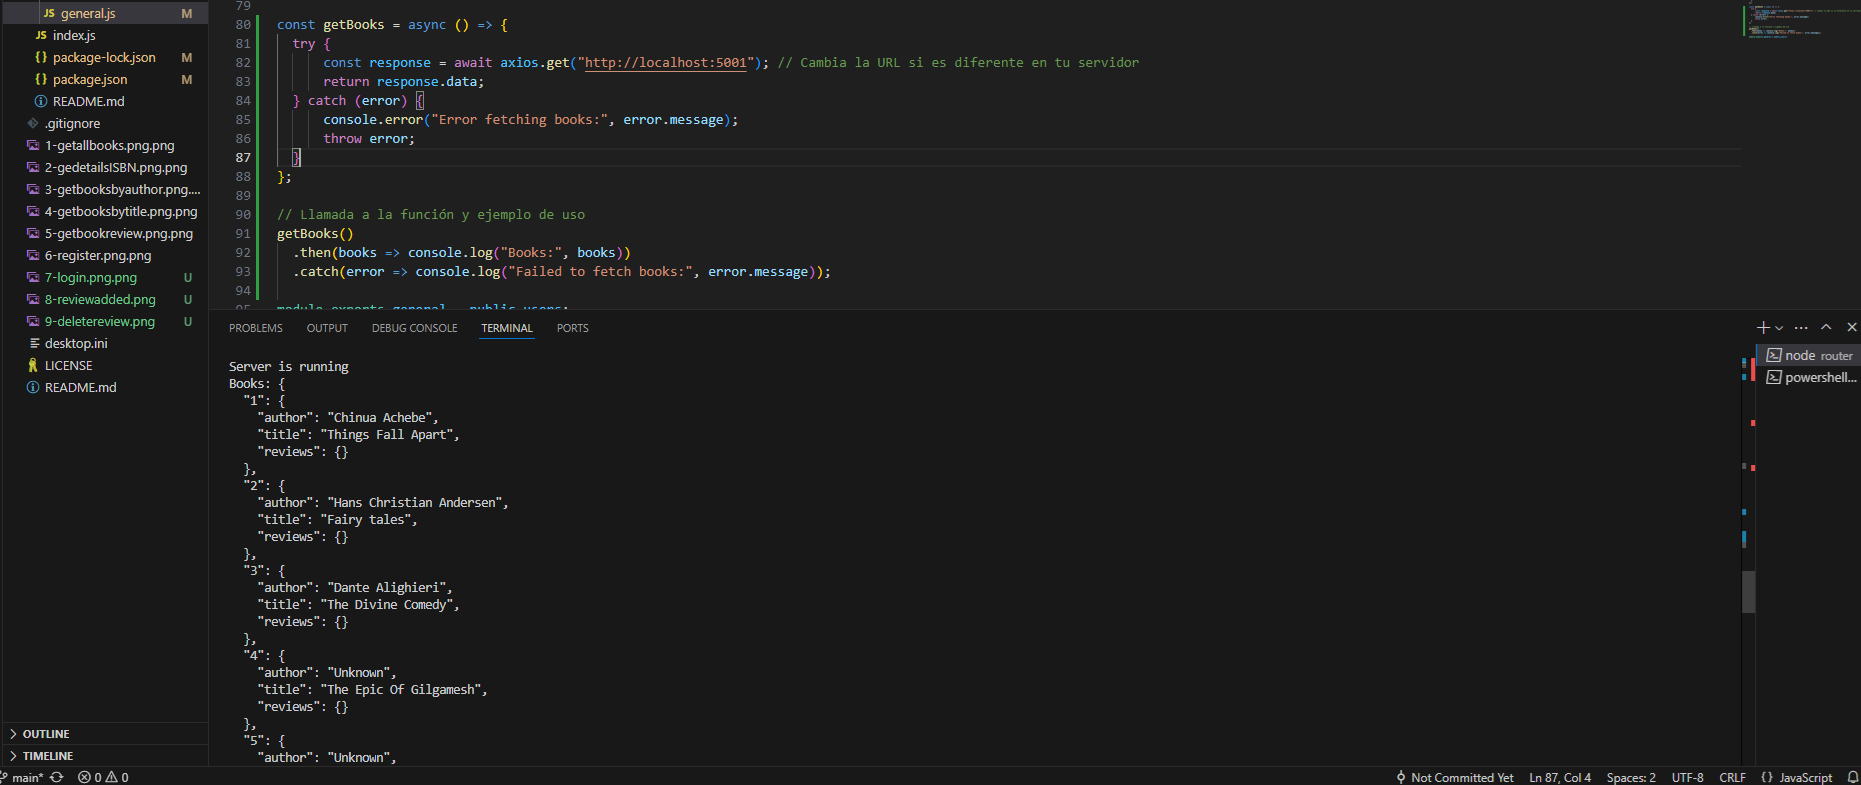 general.js M
index.js
package-lock.json M
package.json M
README.md
.gitignore
1-getallbooks.png.png
2-gedetailsISBN.png.png
3-getbooksbyauthor.png....
4-getbooksbytitle.png.png
5-getbookreview.png.png
6-register.png.png
7-login.png.png U
8-reviewadded.png U
9-deletereview.png U
desktop.ini
LICENSE
README.md
OUTLINE
TIMELINE
79
80 const getBooks = async () => {
81 try {
82 const response = await axios.get("http://localhost:5001"); // Cambia la URL si es diferente en tu servidor
83 return response.data;
84 } catch (error) {
85 console.error("Error fetching books:", error.message);
86 throw error;
87 }
88 };
89
90 // Llamada a la función y ejemplo de uso
91 getBooks()
92 .then(books => console.log("Books:", books))
93 .catch(error => console.log("Failed to fetch books:", error.message));
94
95 module.exports.general = public_users;
PROBLEMS OUTPUT DEBUG CONSOLE TERMINAL PORTS
Server is running
Books: {
"1": {
"author": "Chinua Achebe",
"title": "Things Fall Apart",
"reviews": {}
},
"2": {
"author": "Hans Christian Andersen",
"title": "Fairy tales",
"reviews": {}
},
"3": {
"author": "Dante Alighieri",
"title": "The Divine Comedy",
"reviews": {}
},
"4": {
"author": "Unknown",
"title": "The Epic Of Gilgamesh",
"reviews": {}
},
"5": {
"author": "Unknown",
node router
powershell...
main* 0 0 Not Committed Yet Ln 87, Col 4 Spaces: 2 UTF-8 CRLF {} JavaScript